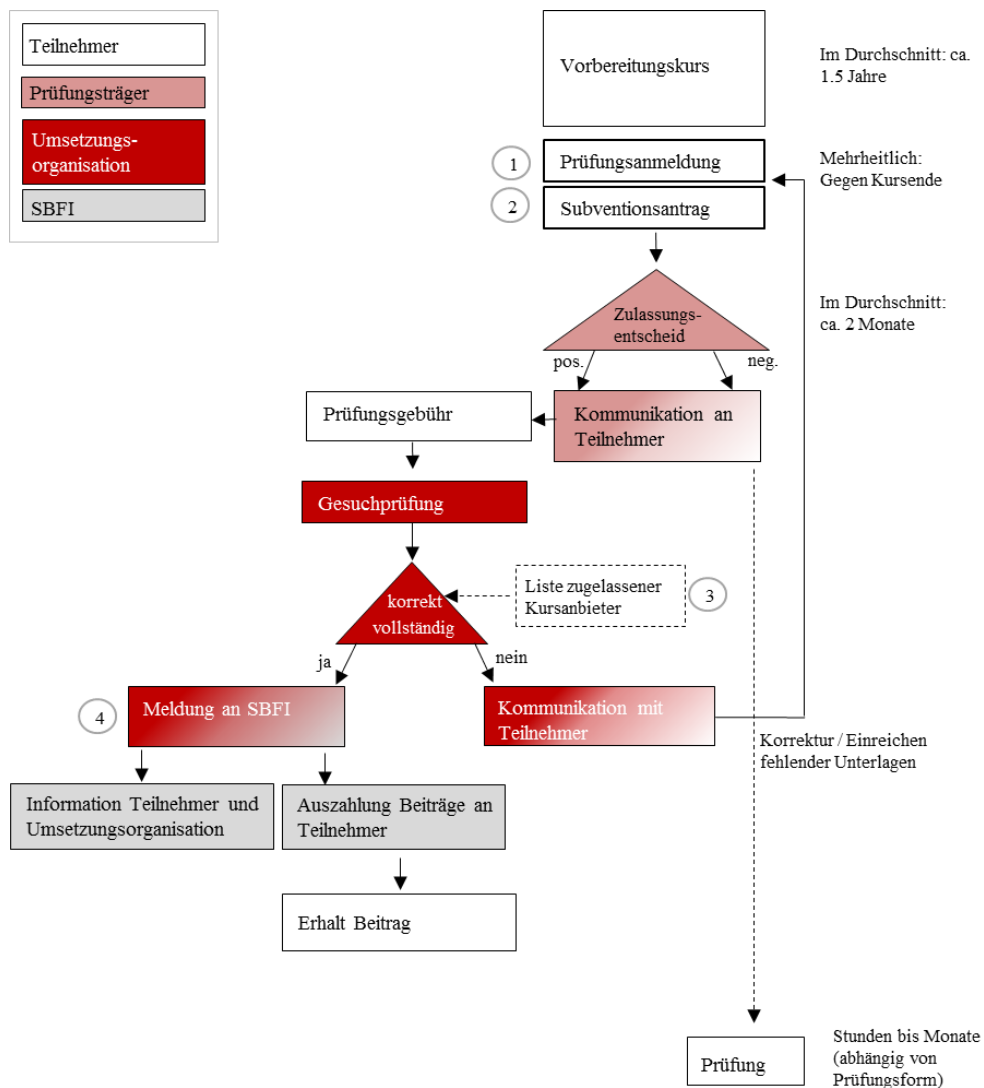 Teilnehmer
Prüfungsträger
Umsetzungs-
organisation
SBFI
Vorbereitungskurs
Im Durchschnitt: ca.
1.5 Jahre
1
Prüfungsanmeldung
Mehrheitlich:
Gegen Kursende
2
Subventionsantrag
Zulassungs-
entscheid
Im Durchschnitt:
ca. 2 Monate
pos.
neg.
Prüfungsgebühr
Kommunikation an
Teilnehmer
Gesuchprüfung
korrekt
vollständig
Liste zugelassener
Kursanbieter
3
ja
nein
4
Meldung an SBFI
Kommunikation mit
Teilnehmer
Korrektur / Einreichen
fehlender Unterlagen
Information Teilnehmer und
Umsetzungsorganisation
Auszahlung Beiträge an
Teilnehmer
Erhalt Beitrag
Prüfung
Stunden bis Monate
(abhängig von
Prüfungsform)